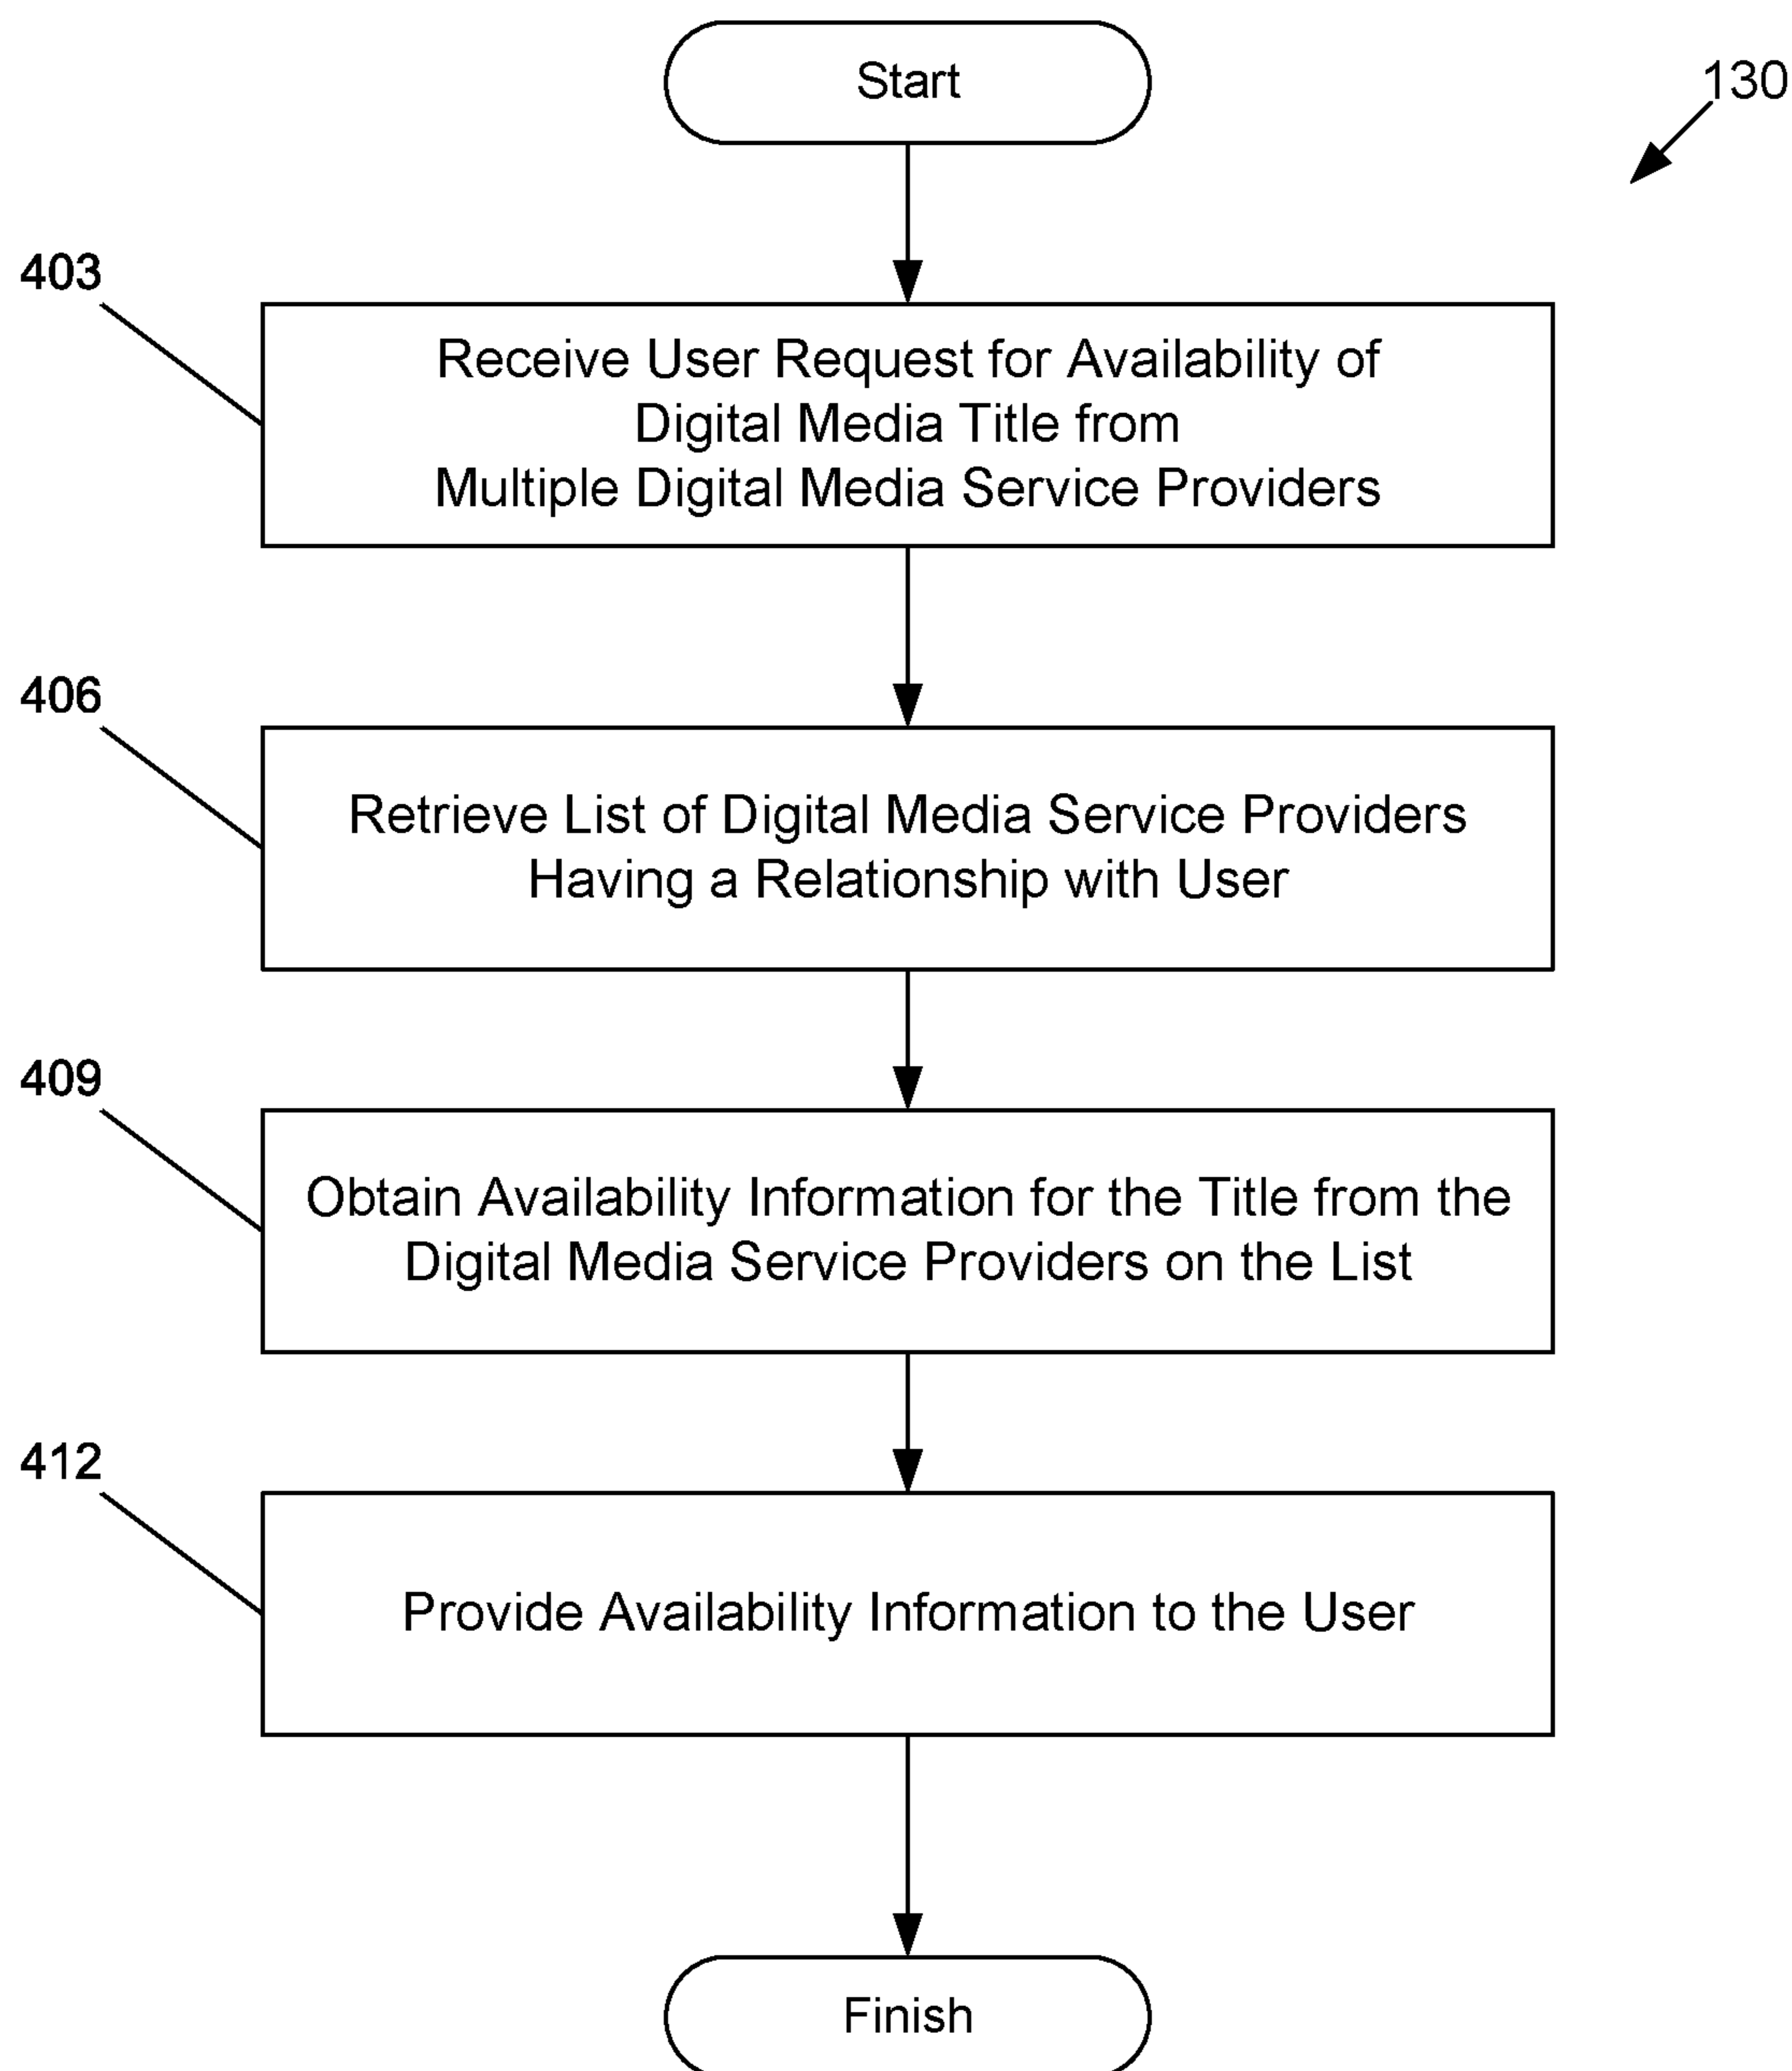 Start
130
403
Receive User Request for Availability of
Digital Media Title from
Multiple Digital Media Service Providers
406
Retrieve List of Digital Media Service Providers
Having a Relationship with User
409
Obtain Availability Information for the Title from the
Digital Media Service Providers on the List
412
Provide Availability Information to the User
Finish